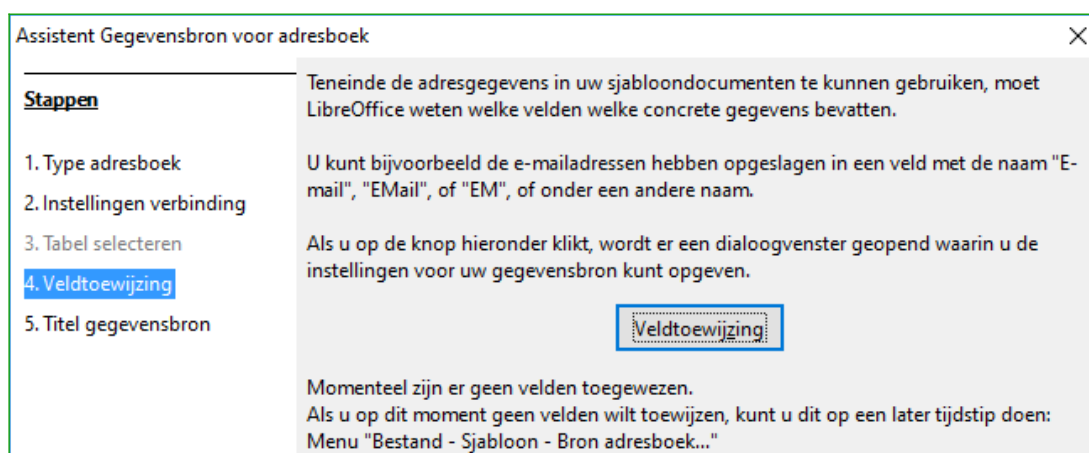 Assistent Gegevensbron voor adresboek
Stappen
1. Type adresboek
2. Instellingen verbinding
3. Tabel selecteren
4. Veldtoewijzing
5. Titel gegevensbron
Teneinde de adresgegevens in uw sjabloondocumenten te kunnen gebruiken, moet
LibreOffice weten welke velden welke concrete gegevens bevatten.
U kunt bijvoorbeeld de e-mailadressen hebben opgeslagen in een veld met de naam "E-
mail", "EMail", of "EM", of onder een andere naam.
Als u op de knop hieronder klikt, wordt er een dialoogvenster geopend waarin u de
instellingen voor uw gegevensbron kunt opgeven.
Veldtoewijzing
Momenteel zijn er geen velden toegewezen.
Als u op dit moment geen velden wilt toewijzen, kunt u dit op een later tijdstip doen:
Menu "Bestand - Sjabloon - Bron adresboek..."